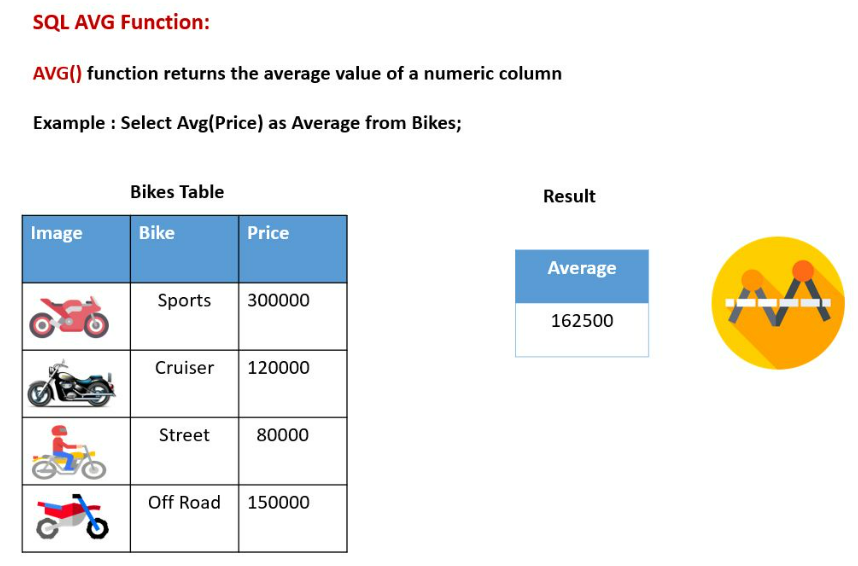 SQL AVG Function:
AVG() function returns the average value of a numeric column
Example : Select Avg(Price) as Average from Bikes;
Bikes Table
Image Bike Price
Sports 300000
Cruiser 120000
Street 80000
Off Road 150000
Result
Average
162500